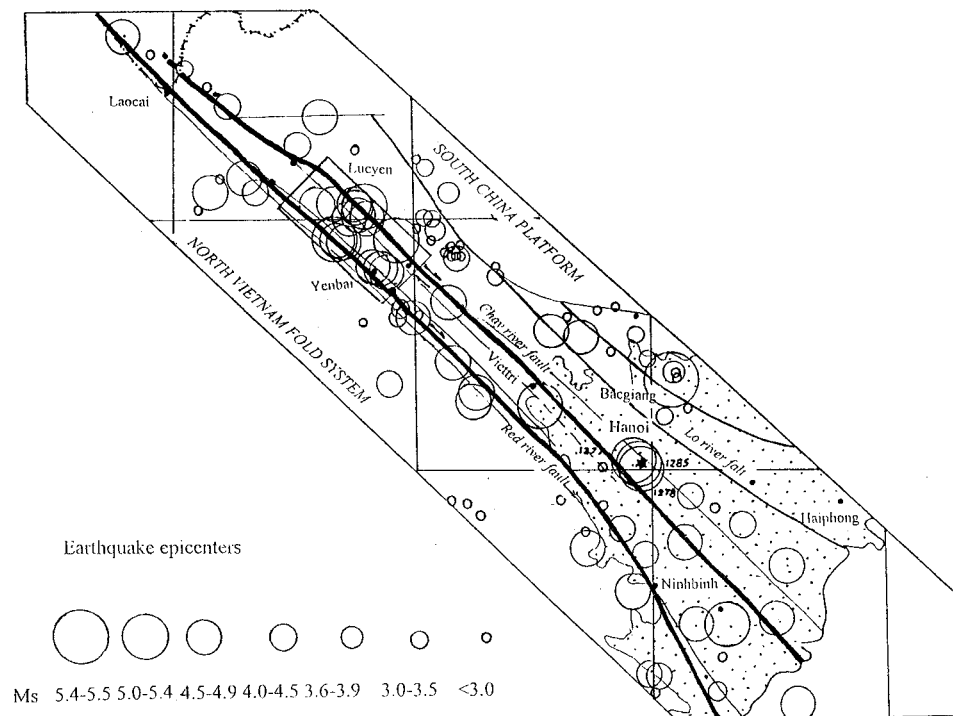 Laocai
Lucyen
SOUTH CHINA PLATFORM
Yenbai
NORTH VIETNAM FOLD SYSTEM
Chay river fault
Viettri
Bacgiang
Hanoi
Red river fault
Lo river falt
1277
1285
1278
Haiphong
Ninhbinh
Earthquake epicenters
Ms 5.4-5.5 5.0-5.4 4.5-4.9 4.0-4.5 3.6-3.9 3.0-3.5 <3.0